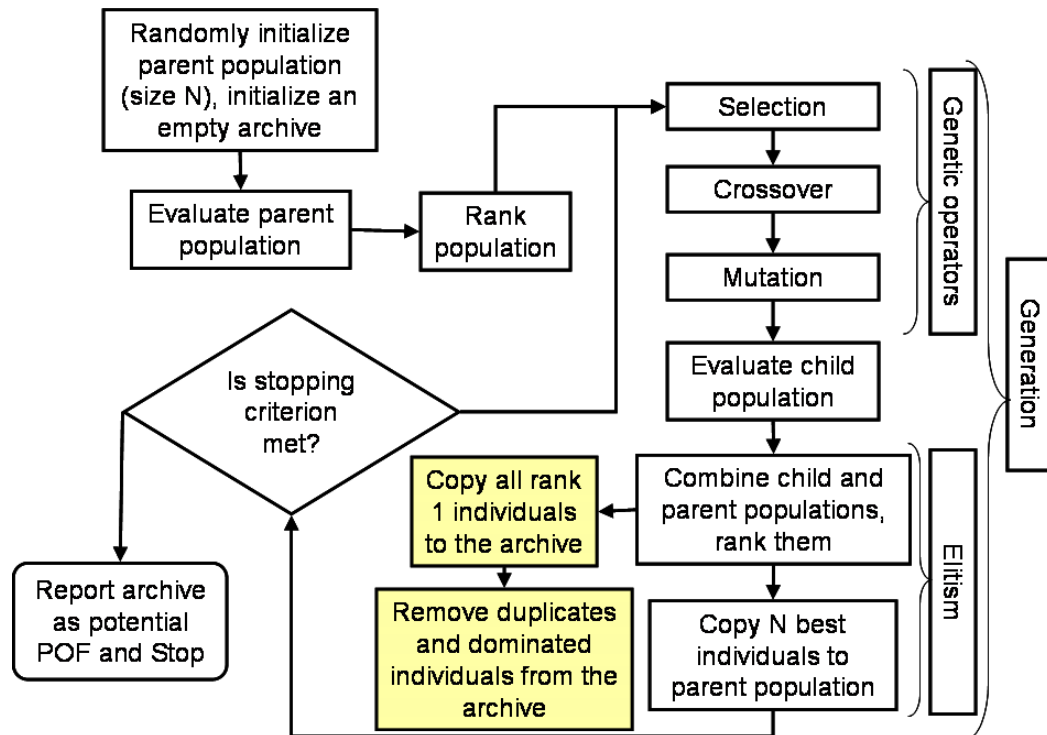 Randomly initialize
parent population
(size N), initialize an
empty archive
Evaluate parent
population
Rank
population
Selection
Crossover
Mutation
Evaluate child
population
Combine child and
parent populations,
rank them
Copy N best
individuals to
parent population
Copy all rank
1 individuals
to the archive
Remove duplicates
and dominated
individuals from the
archive
Is stopping
criterion
met?
Report archive
as potential
POF and Stop
Genetic operators
Elitism
Generation